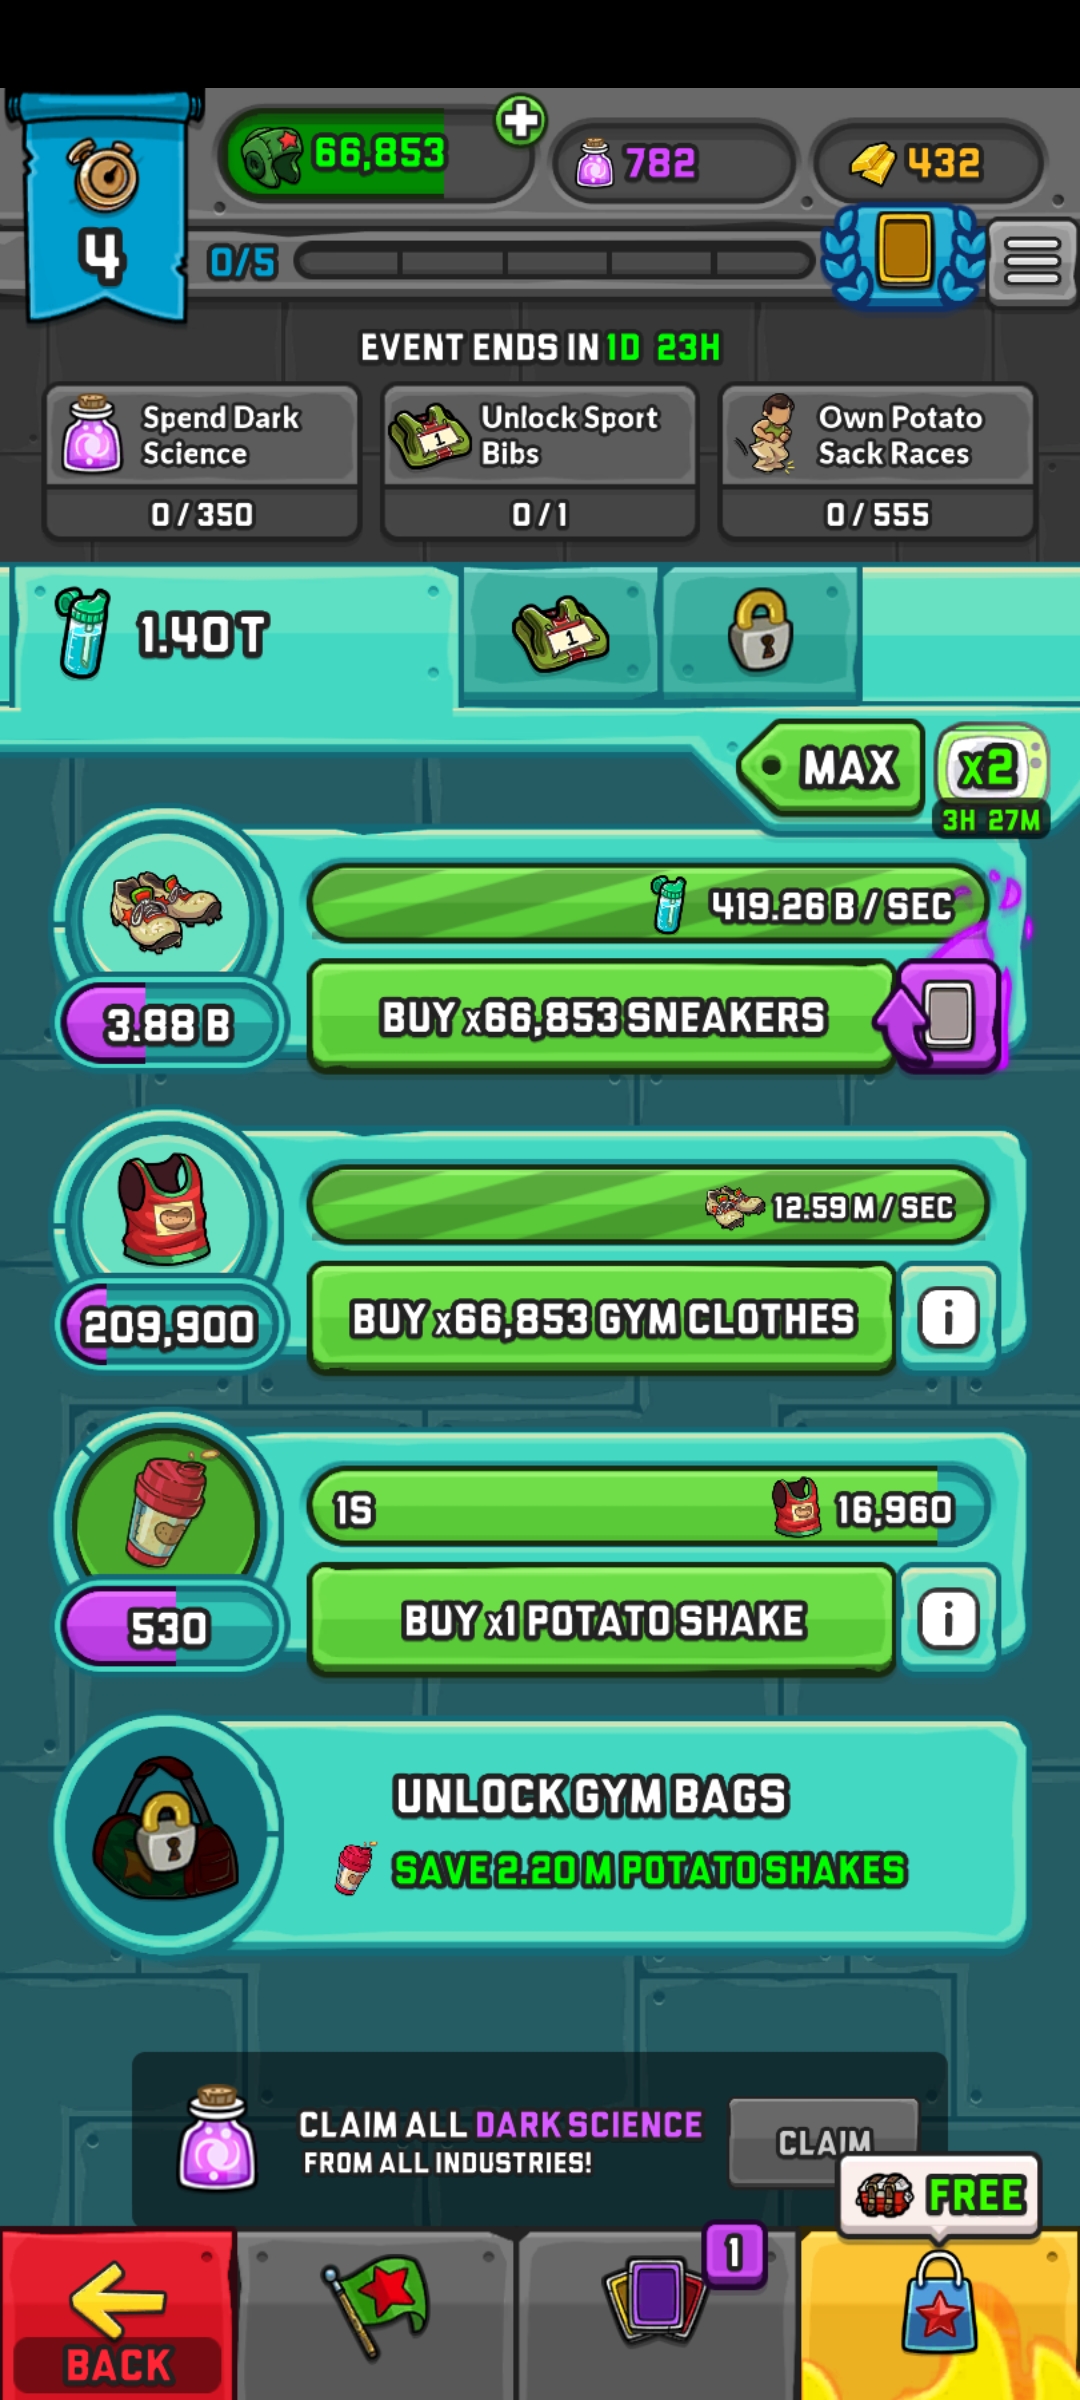 66,853
782
432
4
0/5
EVENT ENDS IN 1D 23H
Spend Dark
Science
0 / 350
Unlock Sport
Bibs
0 / 1
Own Potato
Sack Races
0 / 555
1.40 T
1
MAX
x2
3H 27M
419.26 B / SEC
3.88 B
BUY x66,853 SNEAKERS
12.59 M / SEC
209,900
BUY x66,853 GYM CLOTHES
i
1S
16,960
530
BUY x1 POTATO SHAKE
i
UNLOCK GYM BAGS
SAVE 2.20 M POTATO SHAKES
CLAIM ALL DARK SCIENCE
FROM ALL INDUSTRIES!
CLAIM
FREE
1
BACK